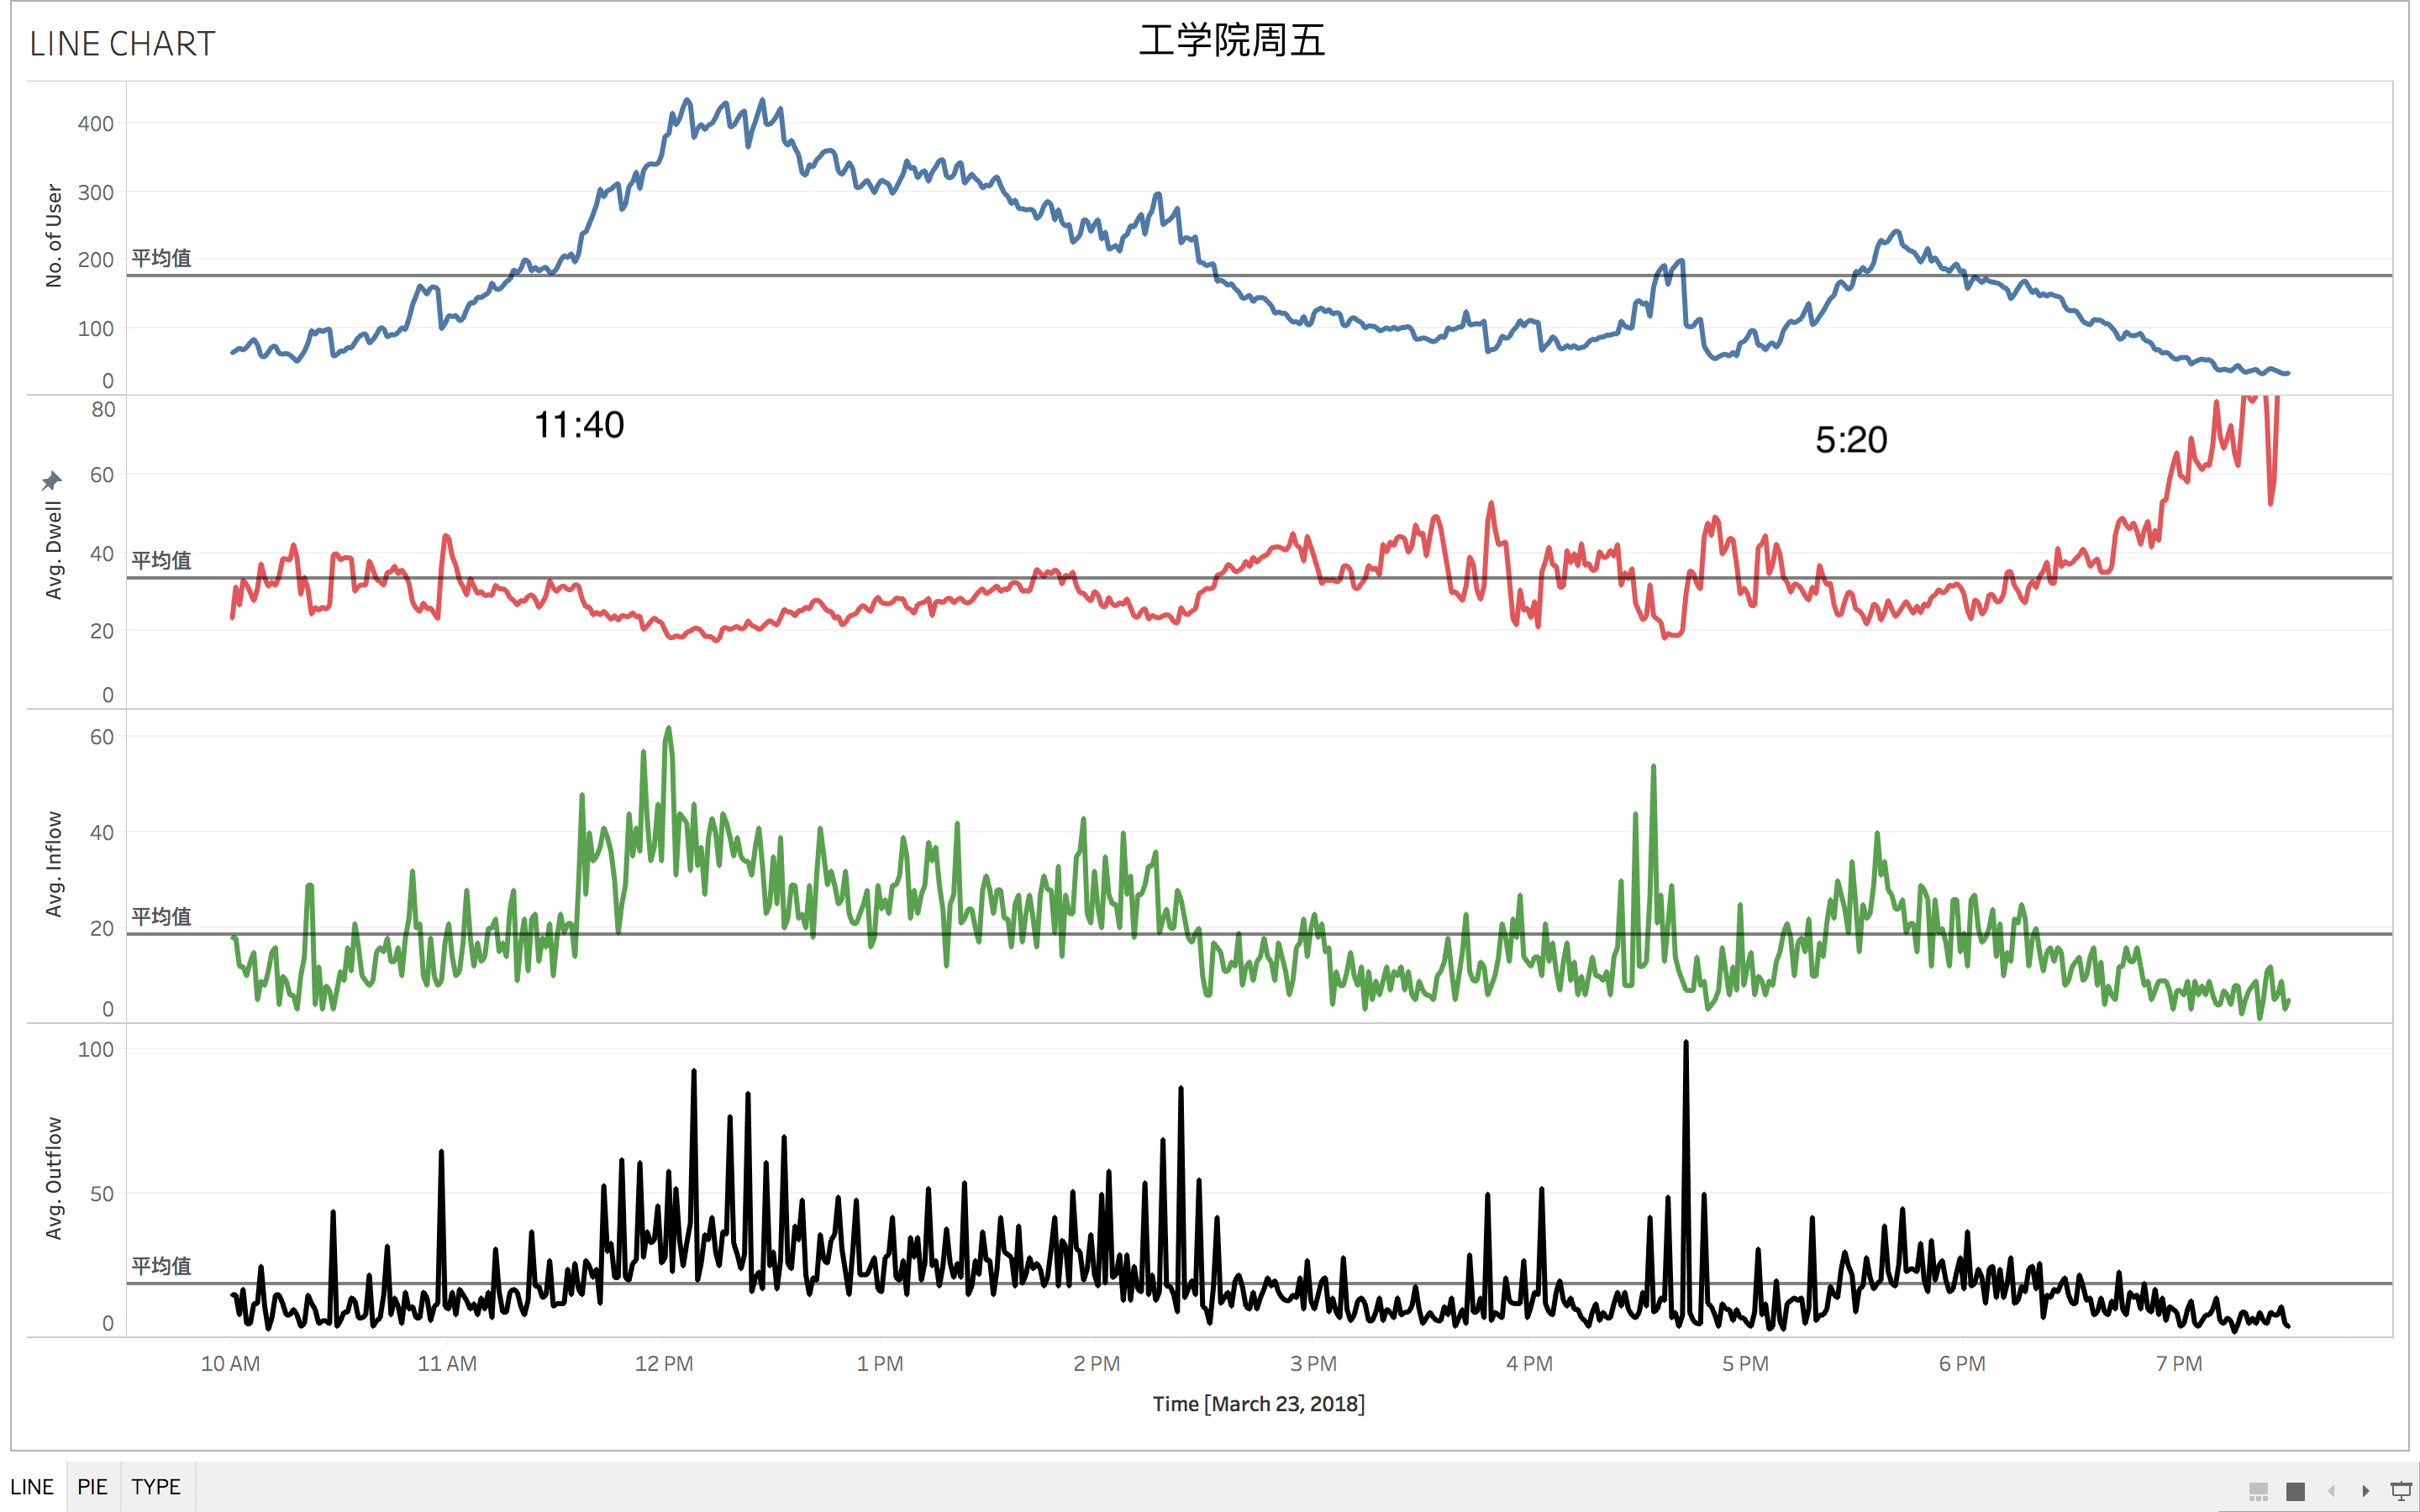 LINE CHART
工学院周五
No. of User
400
300
200
100
0
平均值
Avg. Dwell
80
60
40
20
0
平均值
11:40
5:20
Avg. Inflow
60
40
20
0
平均值
Avg. Outflow
100
50
0
平均值
10 AM 11 AM 12 PM 1 PM 2 PM 3 PM 4 PM 5 PM 6 PM 7 PM
Time [March 23, 2018]
LINE PIE TYPE